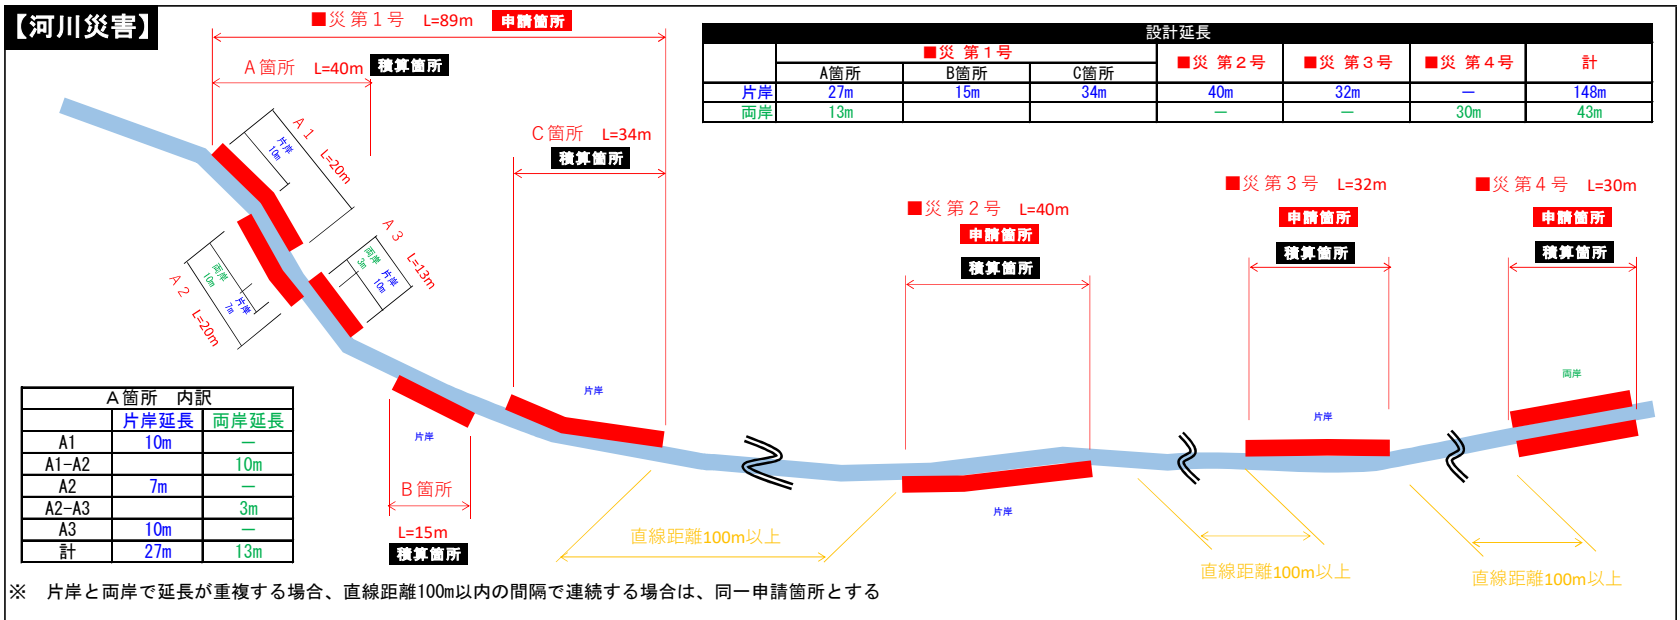 【河川災害】
■災第１号 L=89m 申請箇所
Ａ箇所 L=40m 積算箇所
Ａ１ L=20m
片岸 10m
Ａ２ L=20m
両岸 10m
片岸 7m
Ａ３ L=13m
両岸 3m
片岸 10m
Ｃ箇所 L=34m
積算箇所
片岸
片岸
Ｂ箇所
L=15m
積算箇所
設計延長
■災 第１号 ■災 第２号 ■災 第３号 ■災 第４号 計
A箇所 B箇所 C箇所
片岸 27m 15m 34m 40m 32m － 148m
両岸 13m － － 30m 43m
■災第２号 L=40m
申請箇所
積算箇所
片岸
■災第３号 L=32m
申請箇所
積算箇所
片岸
■災第４号 L=30m
申請箇所
積算箇所
両岸
直線距離100m以上
直線距離100m以上
直線距離100m以上
Ａ箇所 内訳
片岸延長 両岸延長
A1 10m －
A1−A2 10m
A2 7m －
A2−A3 3m
A3 10m －
計 27m 13m
※ 片岸と両岸で延長が重複する場合、直線距離100m以内の間隔で連続する場合は、同一申請箇所とする